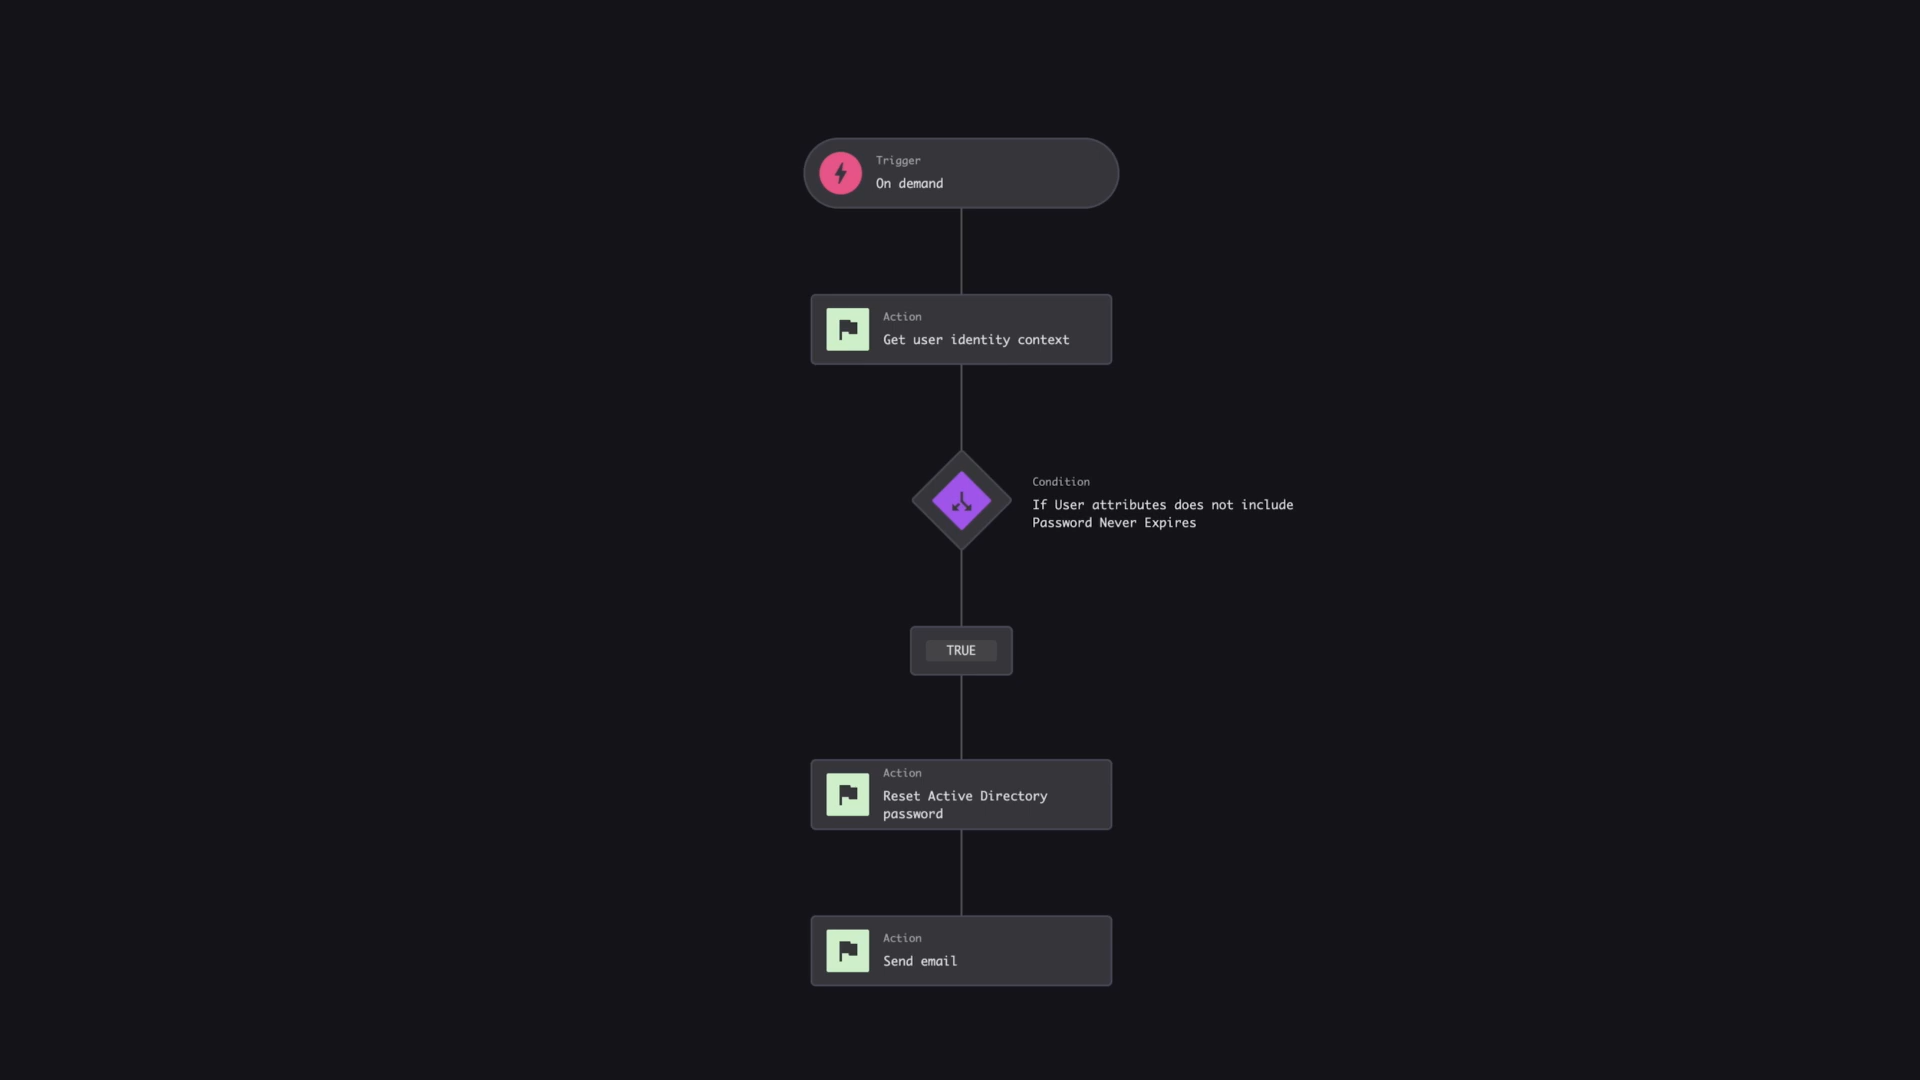 Trigger
On demand
Action
Get user identity context
Condition
If User attributes does not include
Password Never Expires
TRUE
Action
Reset Active Directory
password
Action
Send email